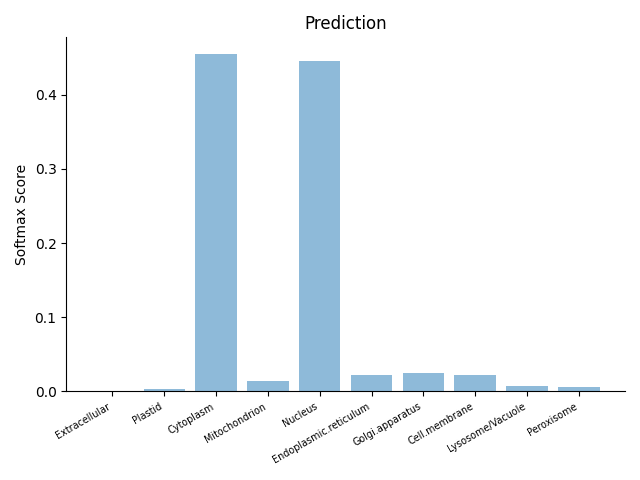 Prediction
Softmax Score
0.4
0.3
0.2
0.1
0.0
Extracellular
Plastid
Cytoplasm
Mitochondrion
Nucleus
Endoplasmic.reticulum
Golgi.apparatus
Cell.membrane
Lysosome/Vacuole
Peroxisome